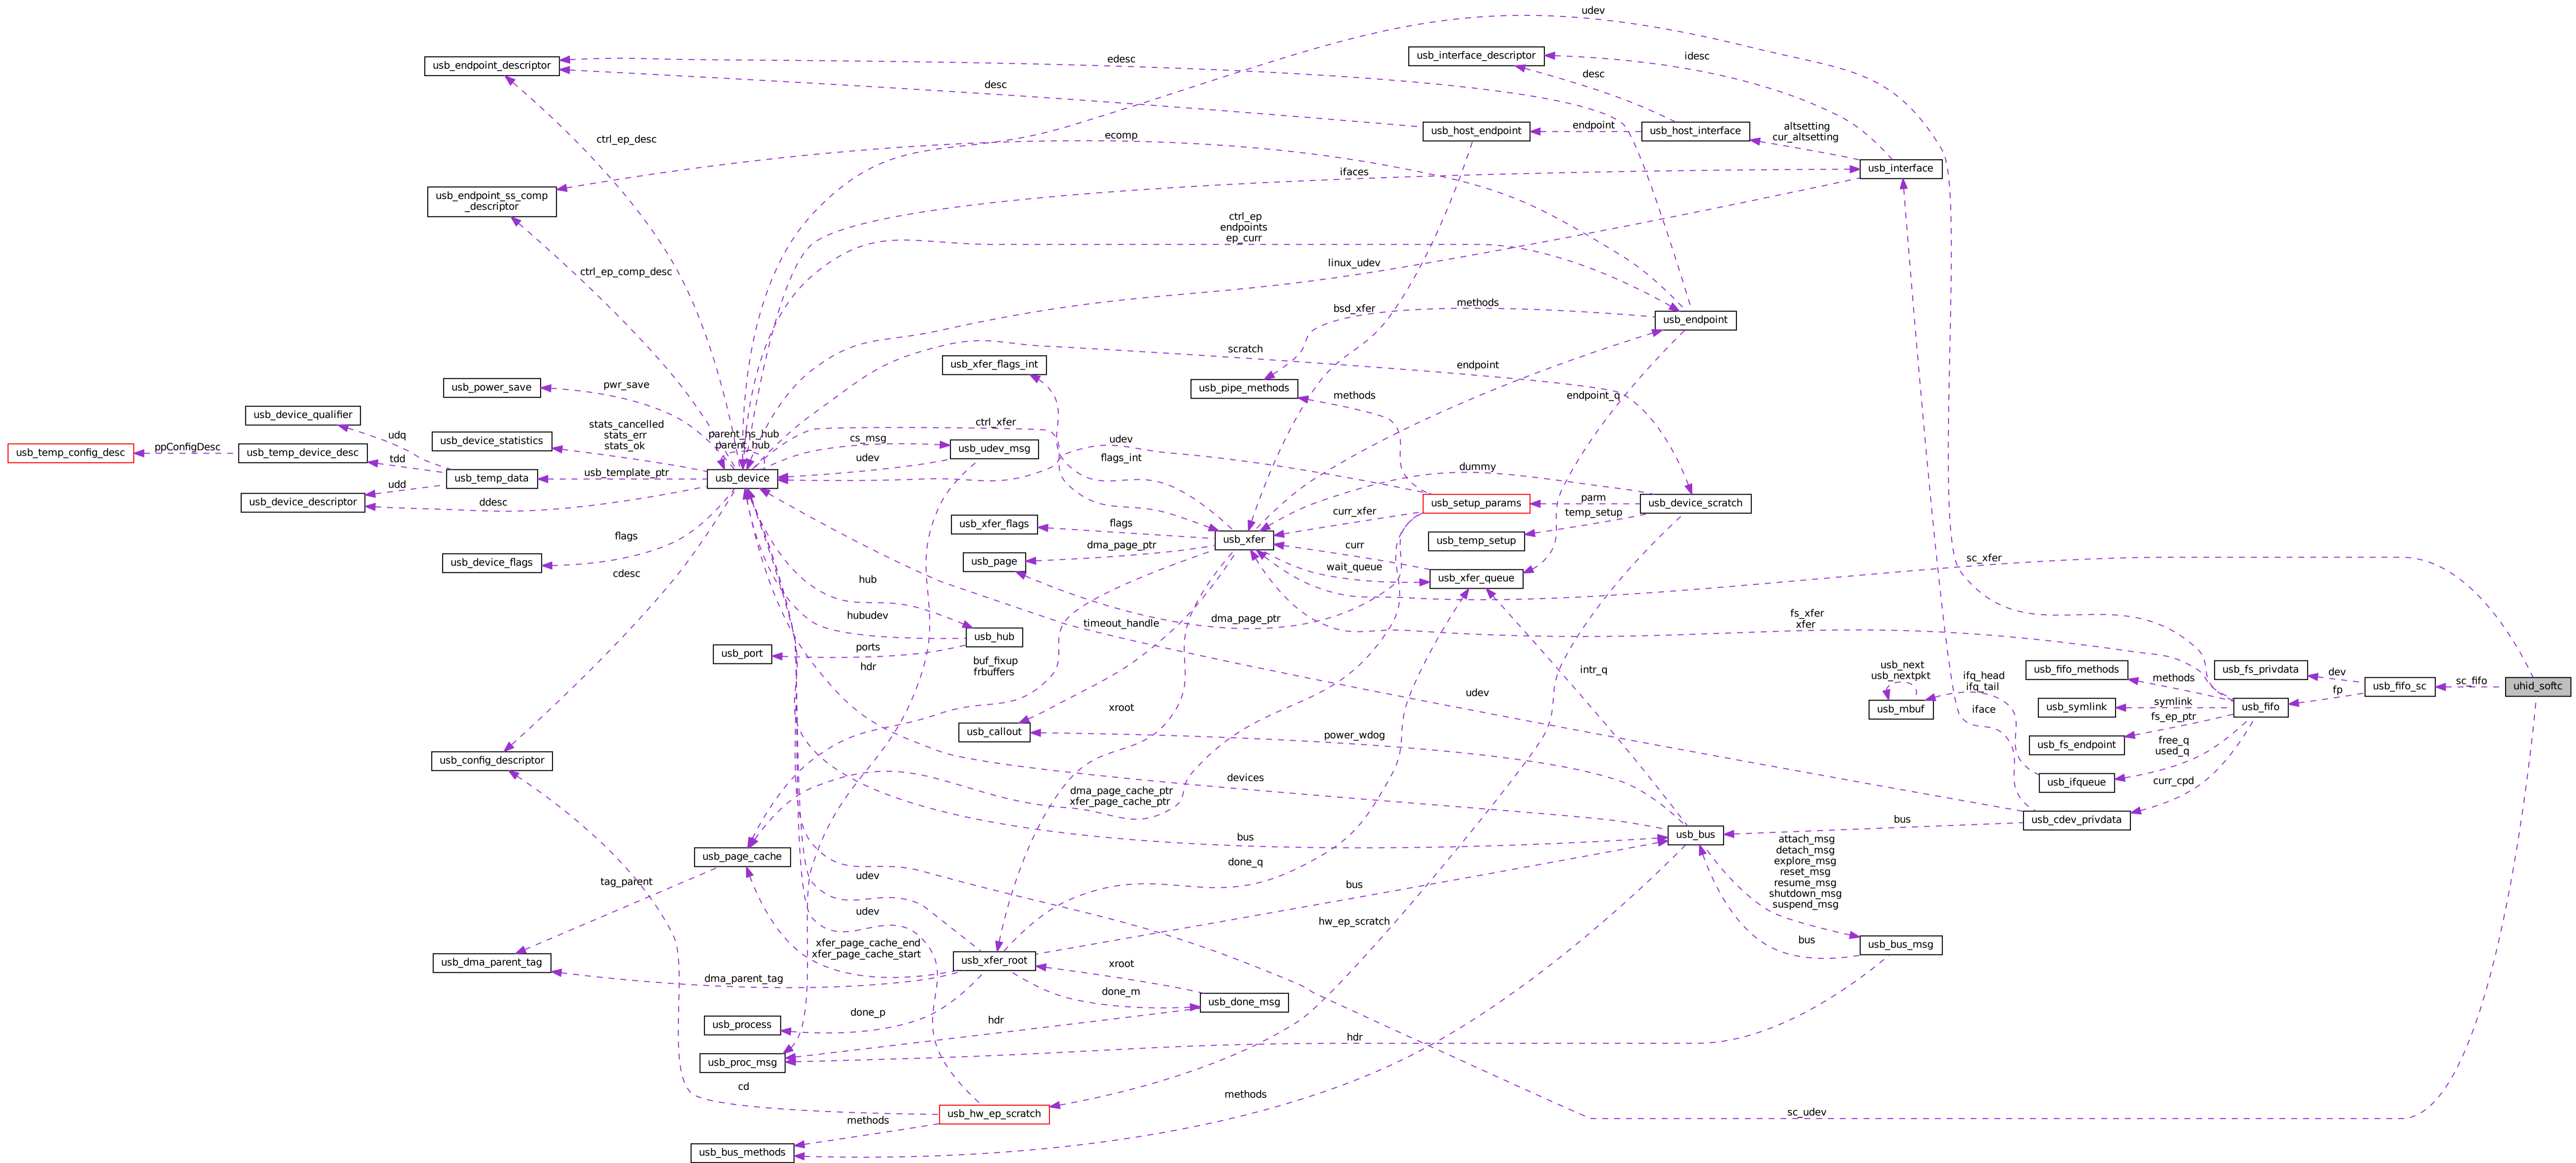 udev
usb_endpoint_descriptor
edesc
usb_interface_descriptor
idesc
desc
desc
ctrl_ep_desc
ecomp
usb_host_endpoint
endpoint
usb_host_interface
altsetting
cur_altsetting
usb_interface
ifaces
usb_endpoint_ss_comp
_descriptor
ctrl_ep
endpoints
ep_curr
ctrl_ep_comp_desc
linux_udev
bsd_xfer
methods
usb_endpoint
scratch
usb_xfer_flags_int
endpoint
usb_power_save
pwr_save
usb_pipe_methods
methods
endpoint_q
usb_device_qualifier
udq
usb_device_statistics
stats_cancelled
stats_err
stats_ok
parent_hs_hub
parent_hub
ctrl_xfer
cs_msg
usb_udev_msg
udev
udev
flags_int
usb_temp_config_desc
ppConfigDesc
usb_temp_device_desc
tdd
usb_temp_data
usb_template_ptr
usb_device
dummy
udd
usb_device_descriptor
ddesc
usb_setup_params
parm
usb_device_scratch
temp_setup
usb_xfer_flags
flags
curr_xfer
usb_xfer
usb_temp_setup
flags
usb_device_flags
cdesc
usb_page
dma_page_ptr
curr
wait_queue
usb_xfer_queue
sc_xfer
hub
hubudev
usb_hub
timeout_handle
dma_page_ptr
fs_xfer
xfer
usb_port
ports
hdr
buf_fixup
frbuffers
intr_q
usb_next
usb_nextpkt
usb_mbuf
ifq_head
ifq_tail
iface
usb_fifo_methods
methods
usb_fs_privdata
dev
usb_fifo_sc
sc_fifo
uhid_softc
fp
usb_symlink
symlink
usb_fifo
fs_ep_ptr
usb_fs_endpoint
free_q
used_q
usb_ifqueue
curr_cpd
usb_cdev_privdata
udev
xroot
usb_callout
power_wdog
usb_config_descriptor
devices
dma_page_cache_ptr
xfer_page_cache_ptr
bus
usb_bus
bus
attach_msg
detach_msg
explore_msg
reset_msg
resume_msg
shutdown_msg
suspend_msg
usb_page_cache
tag_parent
udev
done_q
bus
udev
hw_ep_scratch
usb_dma_parent_tag
xfer_page_cache_end
xfer_page_cache_start
dma_parent_tag
usb_xfer_root
xroot
bus
usb_bus_msg
done_m
usb_done_msg
usb_process
done_p
hdr
hdr
usb_proc_msg
cd
usb_hw_ep_scratch
methods
methods
sc_udev
usb_bus_methods